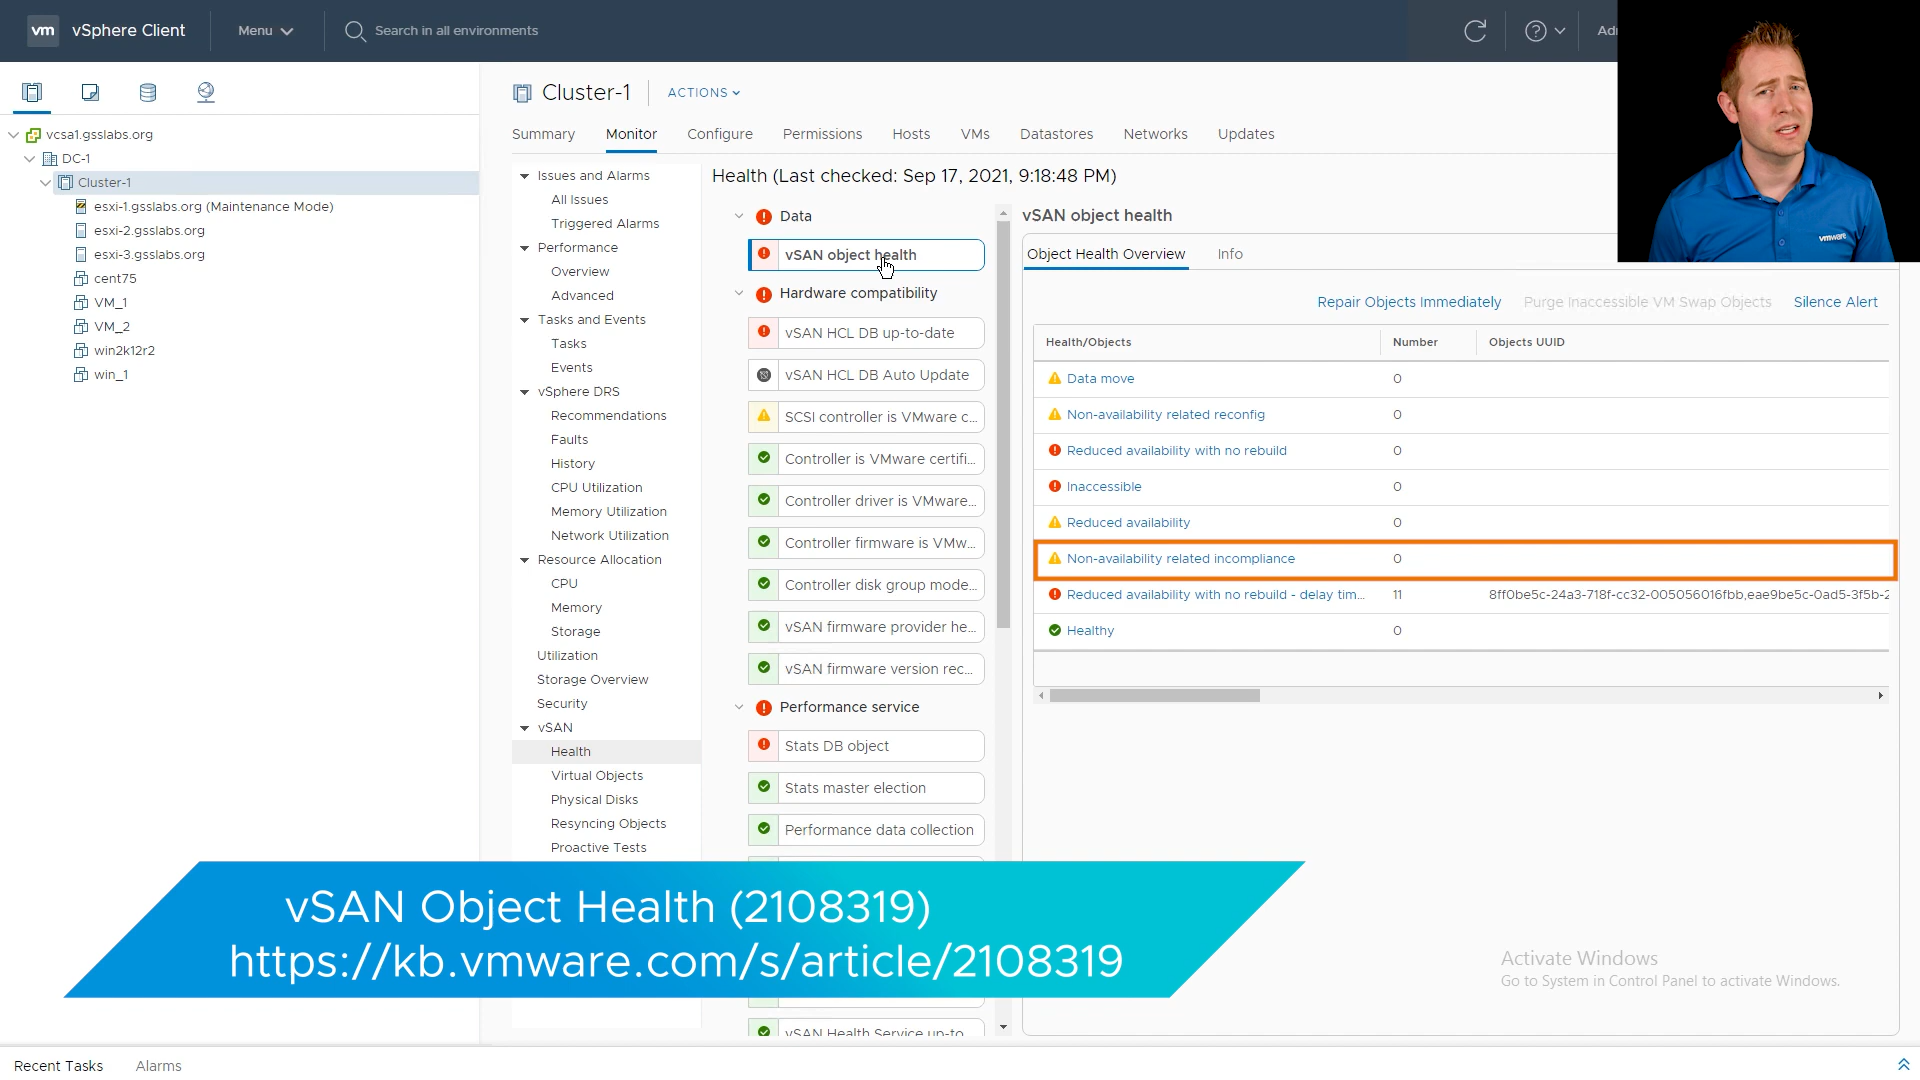 vm vSphere Client Menu Search in all environments
vcsa1.gsslabs.org
DC-1
Cluster-1
esxi-1.gsslabs.org (Maintenance Mode)
esxi-2.gsslabs.org
esxi-3.gsslabs.org
cent75
VM_1
VM_2
win2k12r2
win_1
Cluster-1 ACTIONS
Summary Monitor Configure Permissions Hosts VMs Datastores Networks Updates
Issues and Alarms
All Issues
Triggered Alarms
Performance
Overview
Advanced
Tasks and Events
Tasks
Events
vSphere DRS
Recommendations
Faults
History
CPU Utilization
Memory Utilization
Network Utilization
Resource Allocation
CPU
Memory
Storage
Utilization
Storage Overview
Security
vSAN
Health
Virtual Objects
Physical Disks
Resyncing Objects
Proactive Tests
Health (Last checked: Sep 17, 2021, 9:18:48 PM)
Data
vSAN object health
Hardware compatibility
vSAN HCL DB up-to-date
vSAN HCL DB Auto Update
SCSI controller is VMware c...
Controller is VMware certifi...
Controller driver is VMware...
Controller firmware is VMw...
Controller disk group mode...
vSAN firmware provider he...
vSAN firmware version rec...
Performance service
Stats DB object
Stats master election
Performance data collection
vSAN Health Service up-to
vSAN object health
Object Health Overview Info
Repair Objects Immediately Purge Inaccessible VM Swap Objects Silence Alert
Health/Objects Number Objects UUID
Data move 0
Non-availability related reconfig 0
Reduced availability with no rebuild 0
Inaccessible 0
Reduced availability 0
Non-availability related incompliance 0
Reduced availability with no rebuild - delay tim... 11 8ff0be5c-24a3-718f-cc32-005056016fbb,eae9be5c-0ad5-3f5b-2
Healthy 0
vmware
vSAN Object Health (2108319)
https://kb.vmware.com/s/article/2108319
Activate Windows
Go to System in Control Panel to activate Windows.
Recent Tasks Alarms